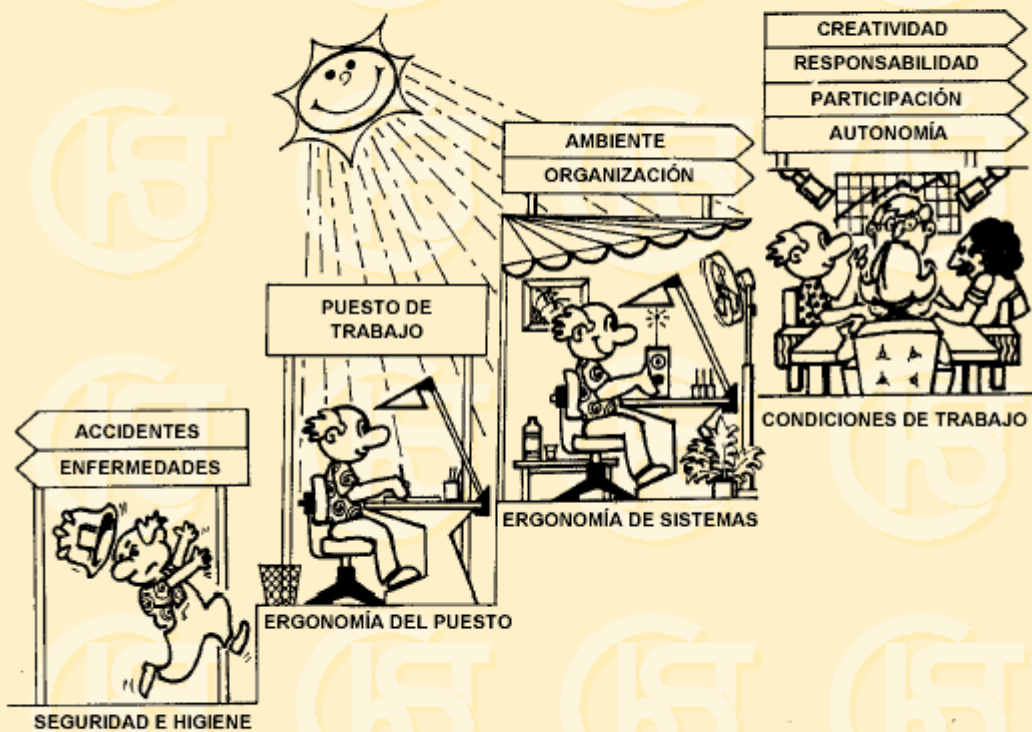 CREATIVIDAD
RESPONSABILIDAD
PARTICIPACIÓN
AUTONOMÍA
AMBIENTE
ORGANIZACIÓN
PUESTO DE
TRABAJO
CONDICIONES DE TRABAJO
ACCIDENTES
ENFERMEDADES
ERGONOMÍA DE SISTEMAS
ERGONOMÍA DEL PUESTO
SEGURIDAD E HIGIENE